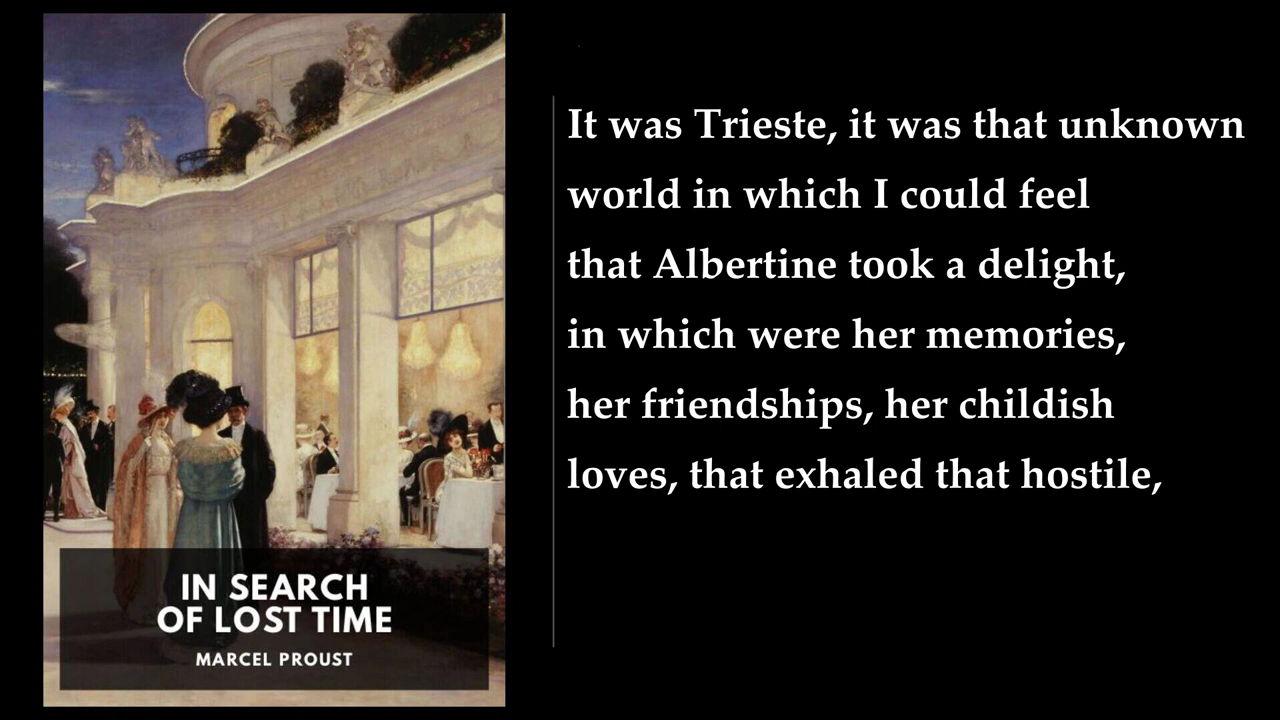 It was Trieste, it was that unknown
world in which I could feel
that Albertine took a delight,
in which were her memories,
her friendships, her childish
loves, that exhaled that hostile,
IN SEARCH
OF LOST TIME
MARCEL PROUST